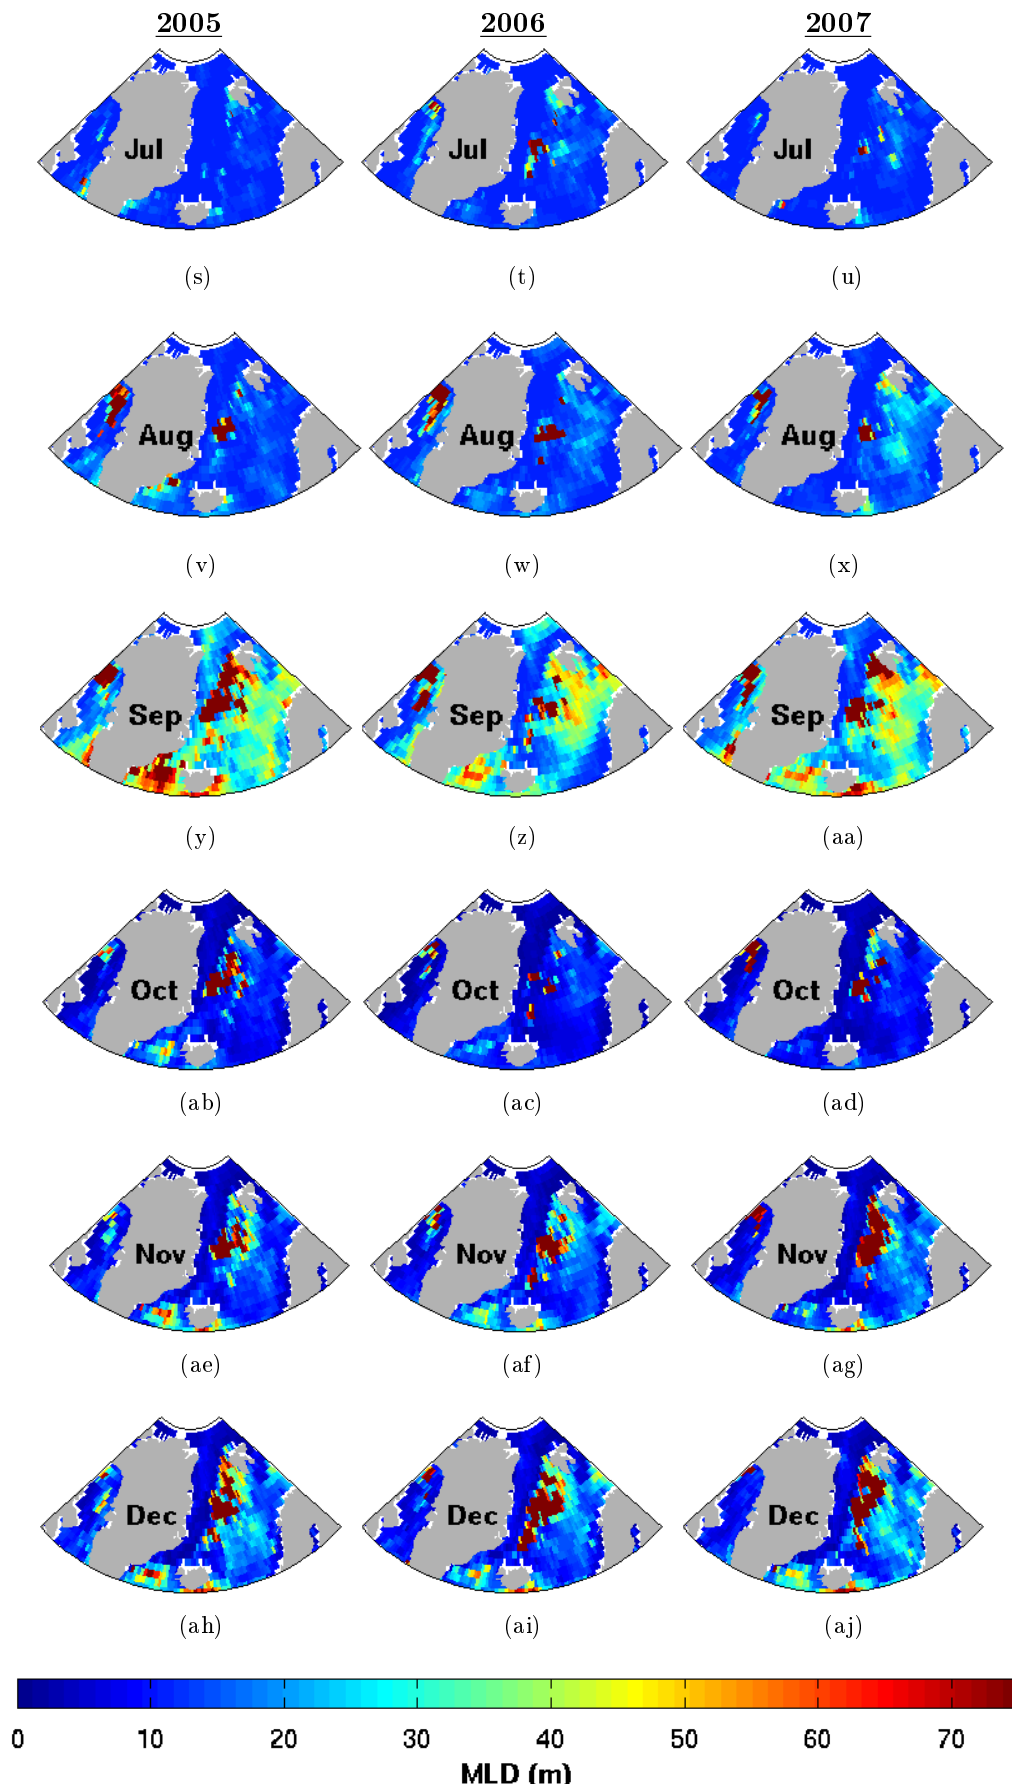 2005 2006 2007
Jul Jul Jul
(s) (t) (u)
Aug Aug Aug
(v) (w) (x)
Sep Sep Sep
(y) (z) (aa)
Oct Oct Oct
(ab) (ac) (ad)
Nov Nov Nov
(ae) (af) (ag)
Dec Dec Dec
(ah) (ai) (aj)
0 10 20 30 40 50 60 70
MLD (m)